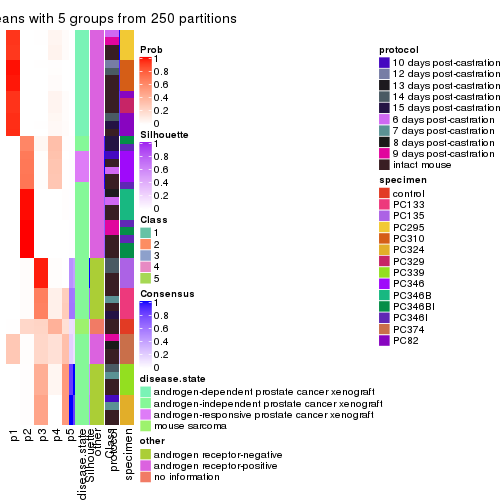 eans with 5 groups from 250 partitions
Prob
1
0.8
0.6
0.4
0.2
0
Silhouette
1
0.8
0.6
0.4
0.2
0
Class
1
2
3
4
5
Consensus
1
0.8
0.6
0.4
0.2
0
disease.state
androgen-dependent prostate cancer xenograft
androgen-independent prostate cancer xenograft
androgen-responsive prostate cancer xenograft
mouse sarcoma
other
androgen receptor-negative
androgen receptor-positive
no information
protocol
10 days post-castration
12 days post-castration
13 days post-castration
14 days post-castration
15 days post-castration
6 days post-castration
7 days post-castration
8 days post-castration
9 days post-castration
intact mouse
specimen
control
PC133
PC135
PC295
PC310
PC324
PC329
PC339
PC346
PC346B
PC346BI
PC346I
PC374
PC82
p1
p2
p3
p4
p5
disease.state
Silhouette
other
Class
protocol
specimen